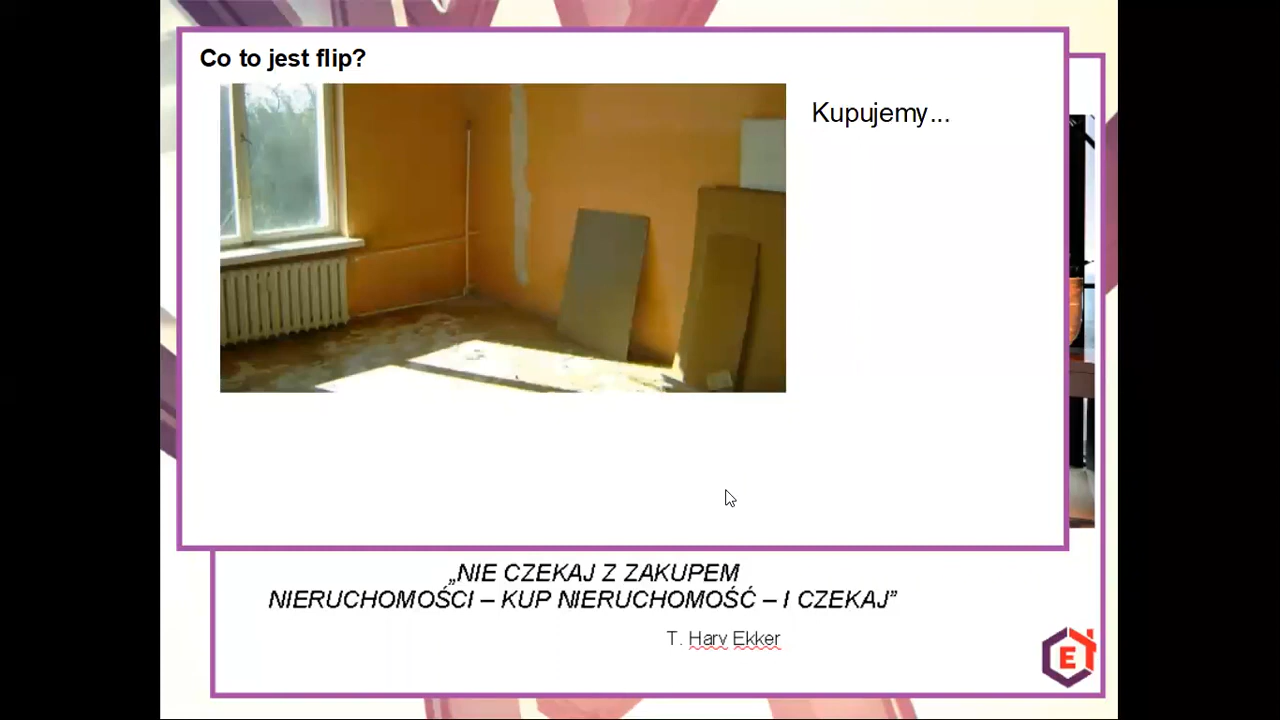 Co to jest flip?
Kupujemy...
„NIE CZEKAJ Z ZAKUPEM
NIERUCHOMOŚCI – KUP NIERUCHOMOŚĆ – I CZEKAJ”
T. Harv Ekker
E